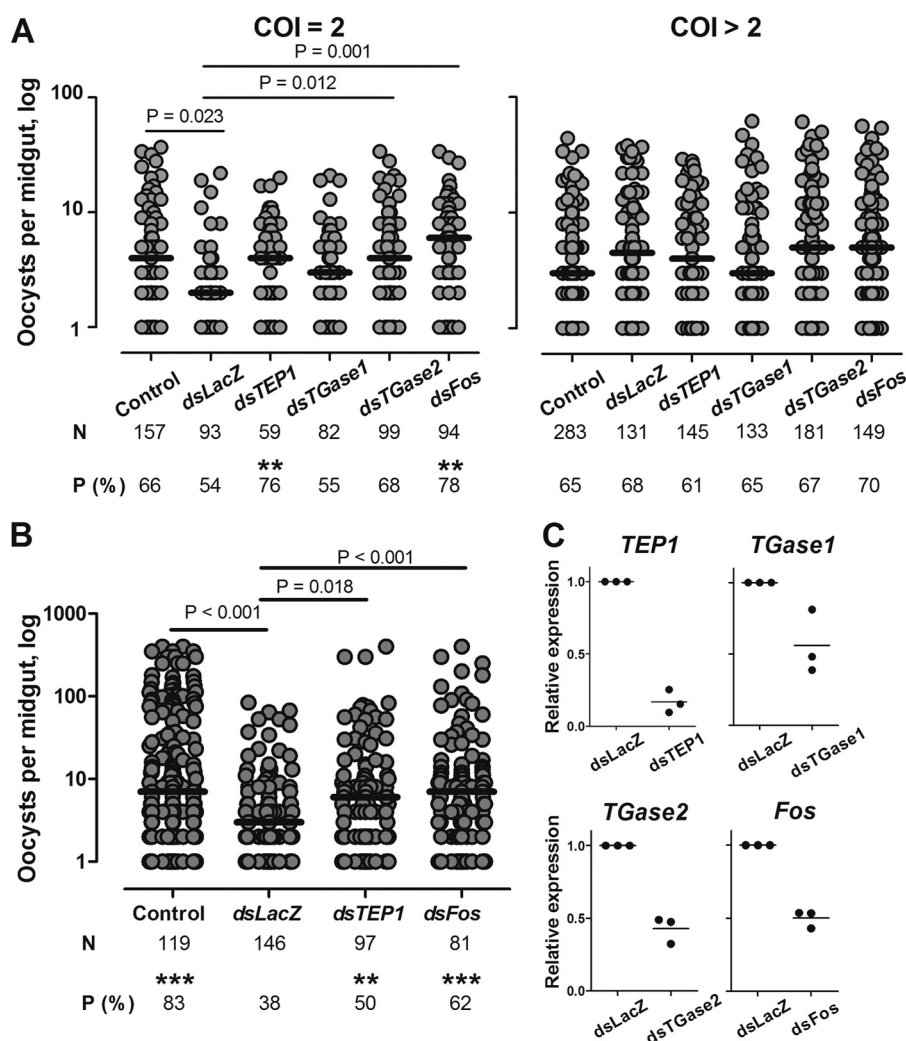 A
COI = 2
COI > 2
P = 0.001
P = 0.012
P = 0.023
Oocysts per midgut, log
100
10
1
Control dsLacZ dsTEP1 dsTGase1 dsTGase2 dsFos
Control dsLacZ dsTEP1 dsTGase1 dsTGase2 dsFos
N 157 93 59 82 99 94 283 131 145 133 181 149
** **
P (%) 66 54 76 55 68 78 65 68 61 65 67 70
B
P < 0.001
P = 0.018
P < 0.001
Oocysts per midgut, log
1000
100
10
1
Control dsLacZ dsTEP1 dsFos
N 119 146 97 81
*** ** ***
P (%) 83 38 50 62
C
TEP1
Relative expression
1.0
0.5
0.0
dsLacZ dsTEP1
TGase1
dsLacZ dsTGase1
TGase2
Relative expression
1.0
0.5
0.0
dsLacZ dsTGase2
Fos
dsLacZ dsFos